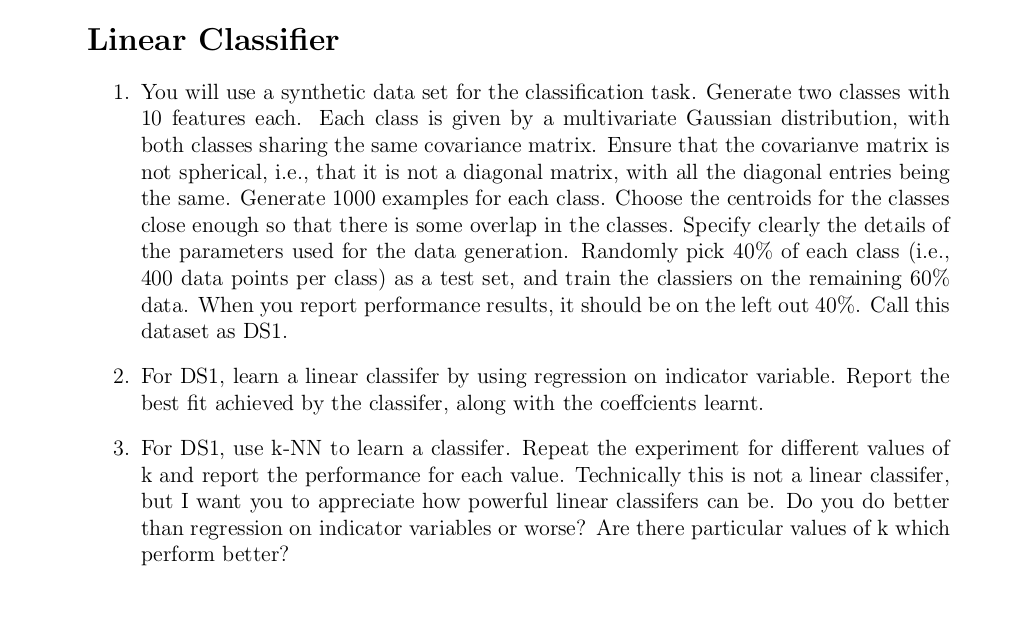 Linear Classifier
1. You will use a synthetic data set for the classification task. Generate two classes with
10 features each. Each class is given by a multivariate Gaussian distribution, with
both classes sharing the same covariance matrix. Ensure that the covarianve matrix is
not spherical, i.e., that it is not a diagonal matrix, with all the diagonal entries being
the same. Generate 1000 examples for each class. Choose the centroids for the classes
close enough so that there is some overlap in the classes. Specify clearly the details of
the parameters used for the data generation. Randomly pick 40% of each class (i.e.,
400 data points per class) as a test set, and train the classiers on the remaining 60%
data. When you report performance results, it should be on the left out 40%. Call this
dataset as DS1.
2. For DS1, learn a linear classifer by using regression on indicator variable. Report the
best fit achieved by the classifer, along with the coeffcients learnt.
3. For DS1, use k-NN to learn a classifer. Repeat the experiment for different values of
k and report the performance for each value. Technically this is not a linear classifer,
but I want you to appreciate how powerful linear classifers can be. Do you do better
than regression on indicator variables or worse? Are there particular values of k which
perform better?